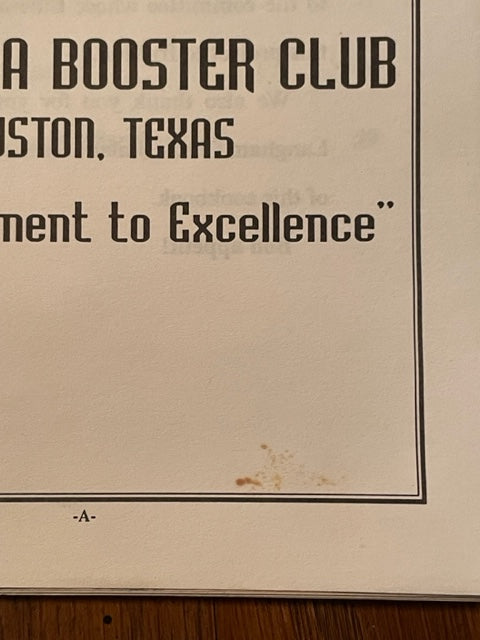 A BOOSTER CLUB
USTON, TEXAS
ment to Excellence”
-A-